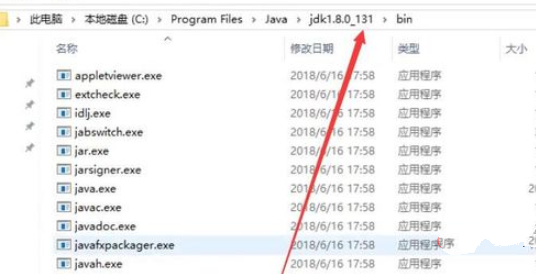 此电脑 > 本地磁盘 (C:) > Program Files > Java > jdk1.8.0_131 > bin
名称 修改日期 类型
appletviewer.exe 2018/6/16 17:58 应用程序
extcheck.exe 2018/6/16 17:58 应用程序
idlj.exe 2018/6/16 17:58 应用程序
jabswitch.exe 2018/6/16 17:58 应用程序
jar.exe 2018/6/16 17:58 应用程序
jarsigner.exe 2018/6/16 17:58 应用程序
java.exe 2018/6/16 17:58 应用程序
javac.exe 2018/6/16 17:58 应用程序
javadoc.exe 2018/6/16 17:58 应用程序
javafxpackager.exe 2018/6/16 17:58 程序
javah.exe 2018/6/16 17:58 应用程序